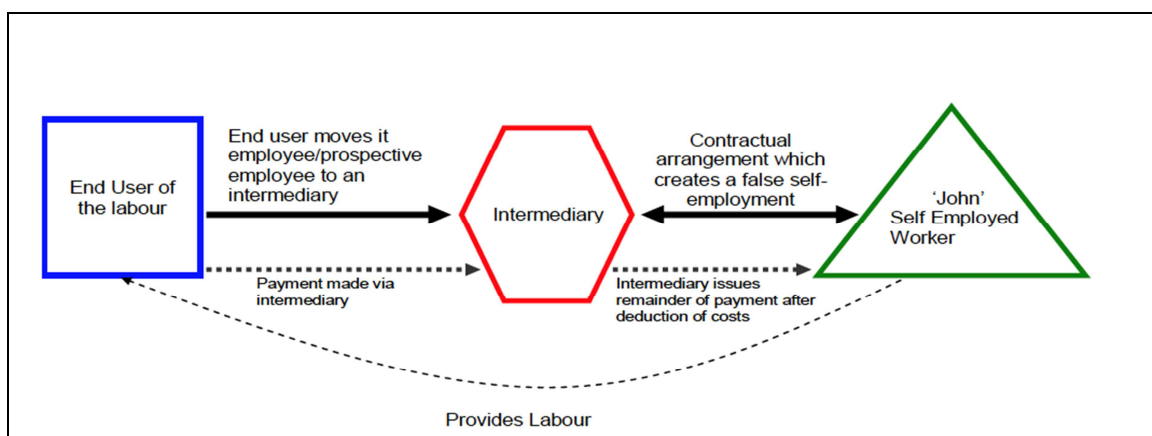 End user moves it
employee/prospective
employee to an
intermediary
Contractual
arrangement which
creates a false self-
employment
End User of
the labour
Intermediary
'John'
Self Employed
Worker
Payment made via
intermediary
Intermediary issues
remainder of payment after
deduction of costs
Provides Labour